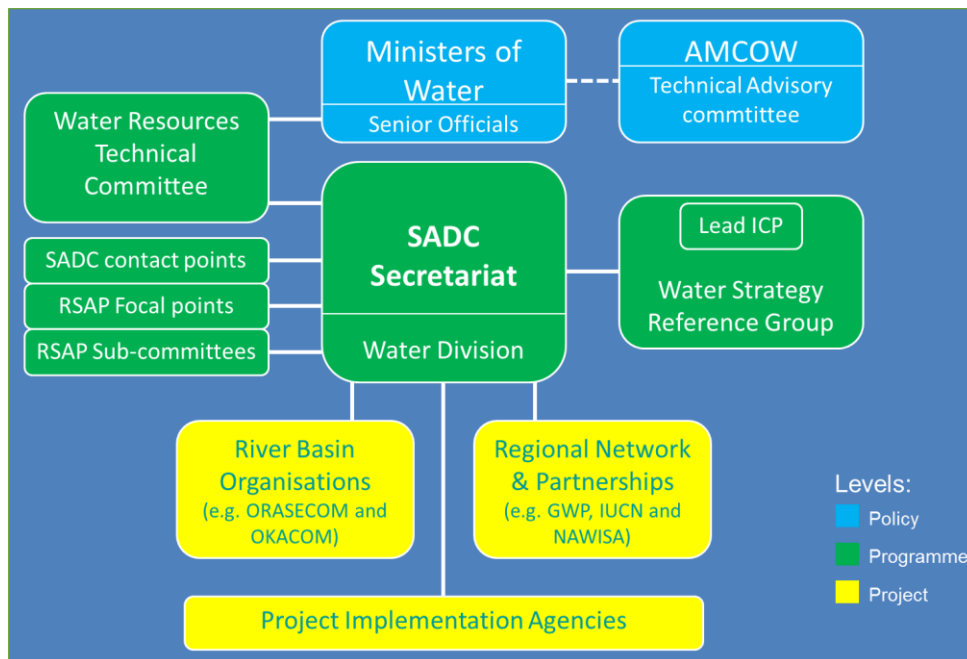 Ministers of
Water
Senior Officials
AMCOW
Technical Advisory
commtittee
Water Resources
Technical
Committee
SADC
Secretariat
Water Division
Lead ICP
Water Strategy
Reference Group
SADC contact points
RSAP Focal points
RSAP Sub-committees
River Basin
Organisations
(e.g. ORASECOM and
OKACOM)
Regional Network
& Partnerships
(e.g. GWP, IUCN and
NAWISA)
Project Implementation Agencies
Levels:
Policy
Programme
Project